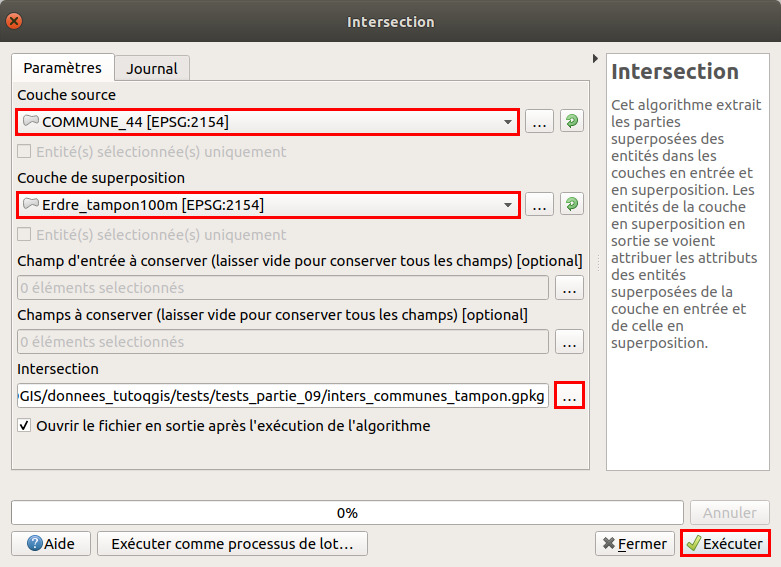 Intersection
Paramètres
Journal
Couche source
COMMUNE_44 [EPSG:2154]
...
Entité(s) sélectionnée(s) uniquement
Couche de superposition
Erdre_tampon100m [EPSG:2154]
...
Entité(s) sélectionnée(s) uniquement
Champ d'entrée à conserver (laisser vide pour conserver tous les champs) [optional]
0 éléments selectionnés
...
Champs à conserver (laisser vide pour conserver tous les champs) [optional]
0 éléments selectionnés
...
Intersection
GIS/donnees_tutoqgis/tests/tests_partie_09/inters_communes_tampon.gpkg
...
Ouvrir le fichier en sortie après l'exécution de l'algorithme
Intersection
Cet algorithme extrait
les parties
superposées des
entités dans les
couches en entrée et
en superposition. Les
entités de la couche
en superposition en
sortie se voient
attribuer les attributs
des entités
superposées de la
couche en entrée et
de celle en
superposition.
0%
Annuler
Aide
Exécuter comme processus de lot...
Fermer
Exécuter